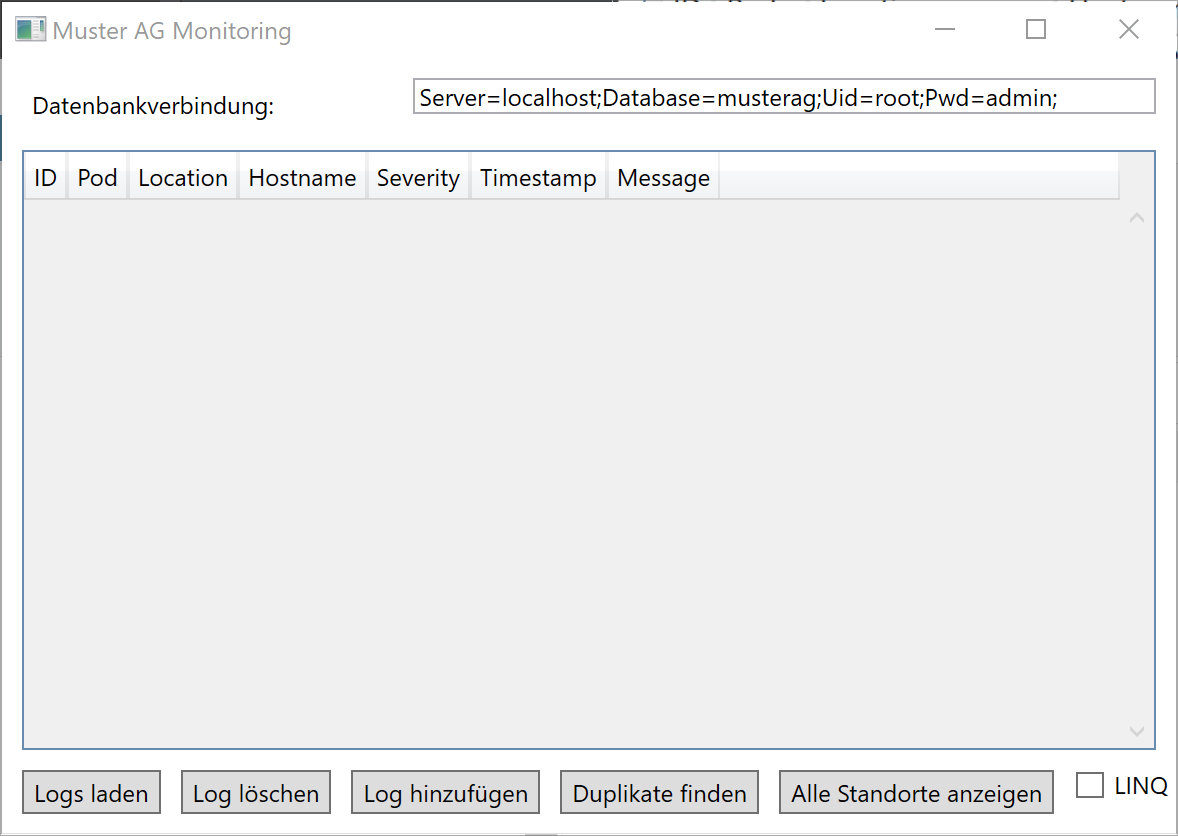 Muster AG Monitoring
Datenbankverbindung:
Server=localhost;Database=musterag;Uid=root;Pwd=admin;
ID Pod Location Hostname Severity Timestamp Message
Logs laden Log löschen Log hinzufügen Duplikate finden Alle Standorte anzeigen LINQ